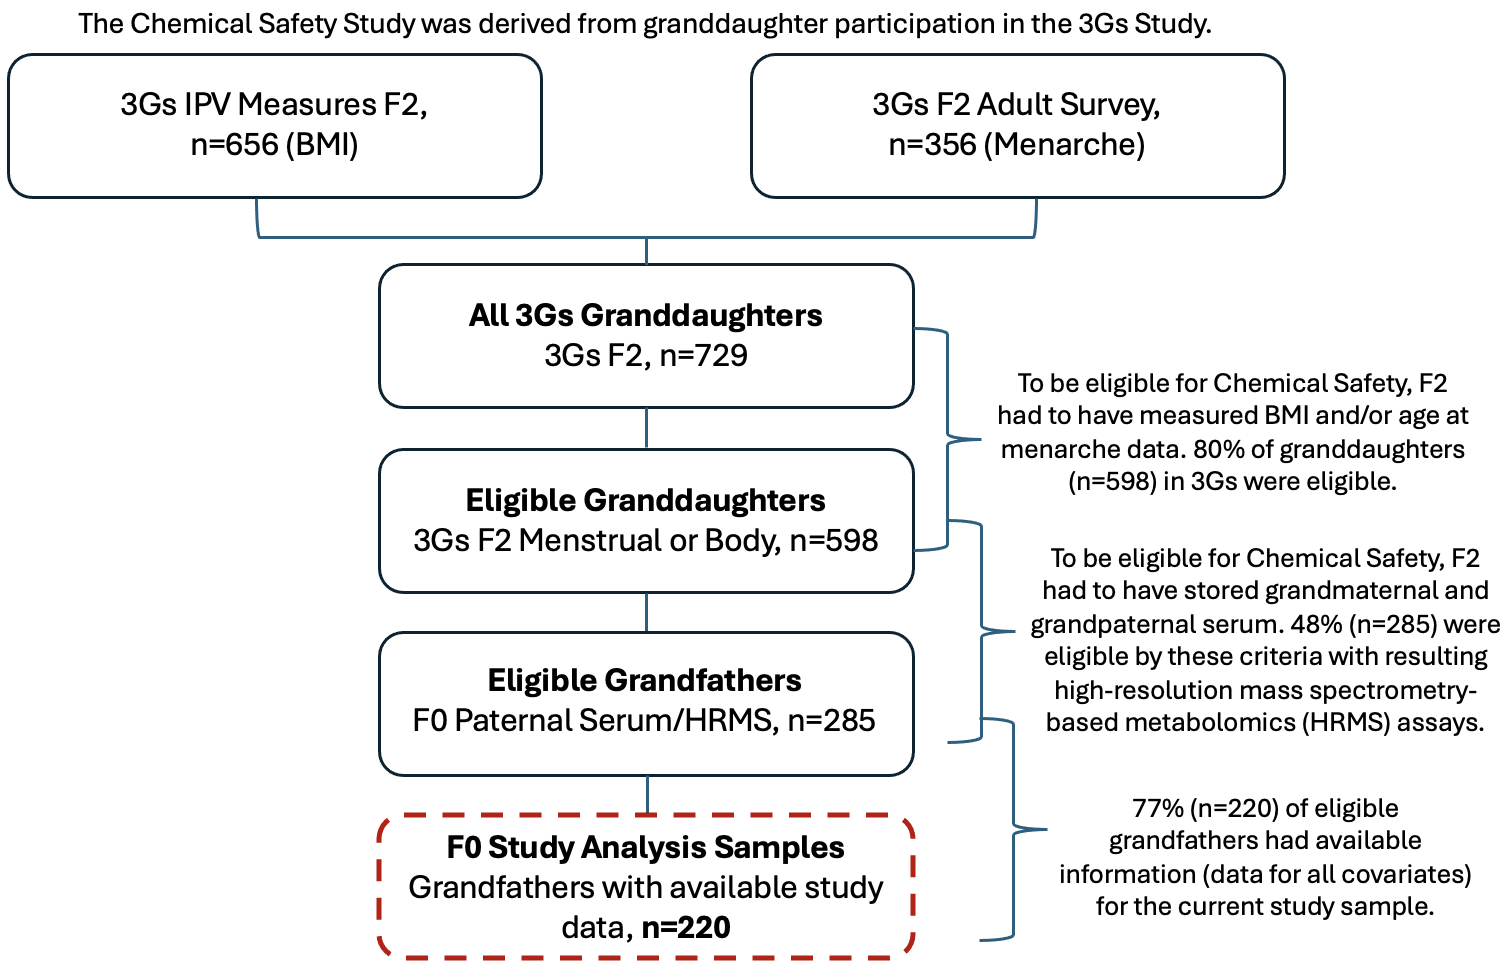 The Chemical Safety Study was derived from granddaughter participation in the 3Gs Study.
3Gs IPV Measures F2,
n=656 (BMI)
3Gs F2 Adult Survey,
n=356 (Menarche)
All 3Gs Granddaughters
3Gs F2, n=729
To be eligible for Chemical Safety, F2
had to have measured BMI and/or age at
menarche data. 80% of granddaughters
(n=598) in 3Gs were eligible.
Eligible Granddaughters
3Gs F2 Menstrual or Body, n=598
To be eligible for Chemical Safety, F2
had to have stored grandmaternal and
grandpaternal serum. 48% (n=285) were
eligible by these criteria with resulting
high-resolution mass spectrometry-
based metabolomics (HRMS) assays.
Eligible Grandfathers
F0 Paternal Serum/HRMS, n=285
77% (n=220) of eligible
grandfathers had available
information (data for all covariates)
for the current study sample.
F0 Study Analysis Samples
Grandfathers with available study
data, n=220